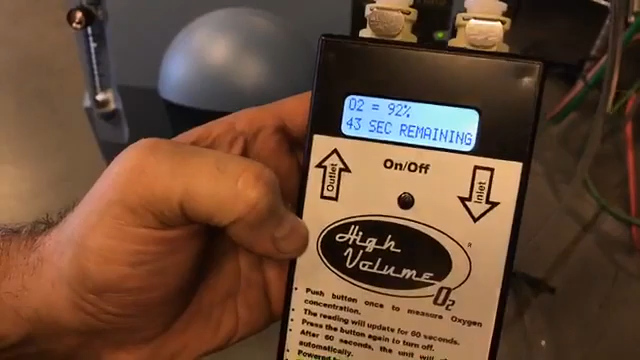 O2 = 92%
43 SEC REMAINING
Outlet
On/Off
Inlet
High
Volume
O2
®
• Push button once to measure Oxygen
concentration.
• The reading will update for 60 seconds.
• Press the button again to turn off.
• After 60 seconds, the unit will
automatically.
Powered